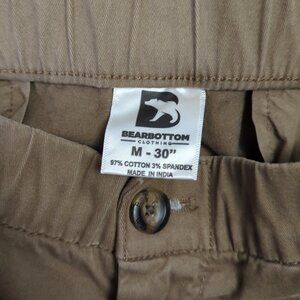 BEARBOTTOM
CLOTHING
M - 30"
97% COTTON 3% SPANDEX
MADE IN INDIA